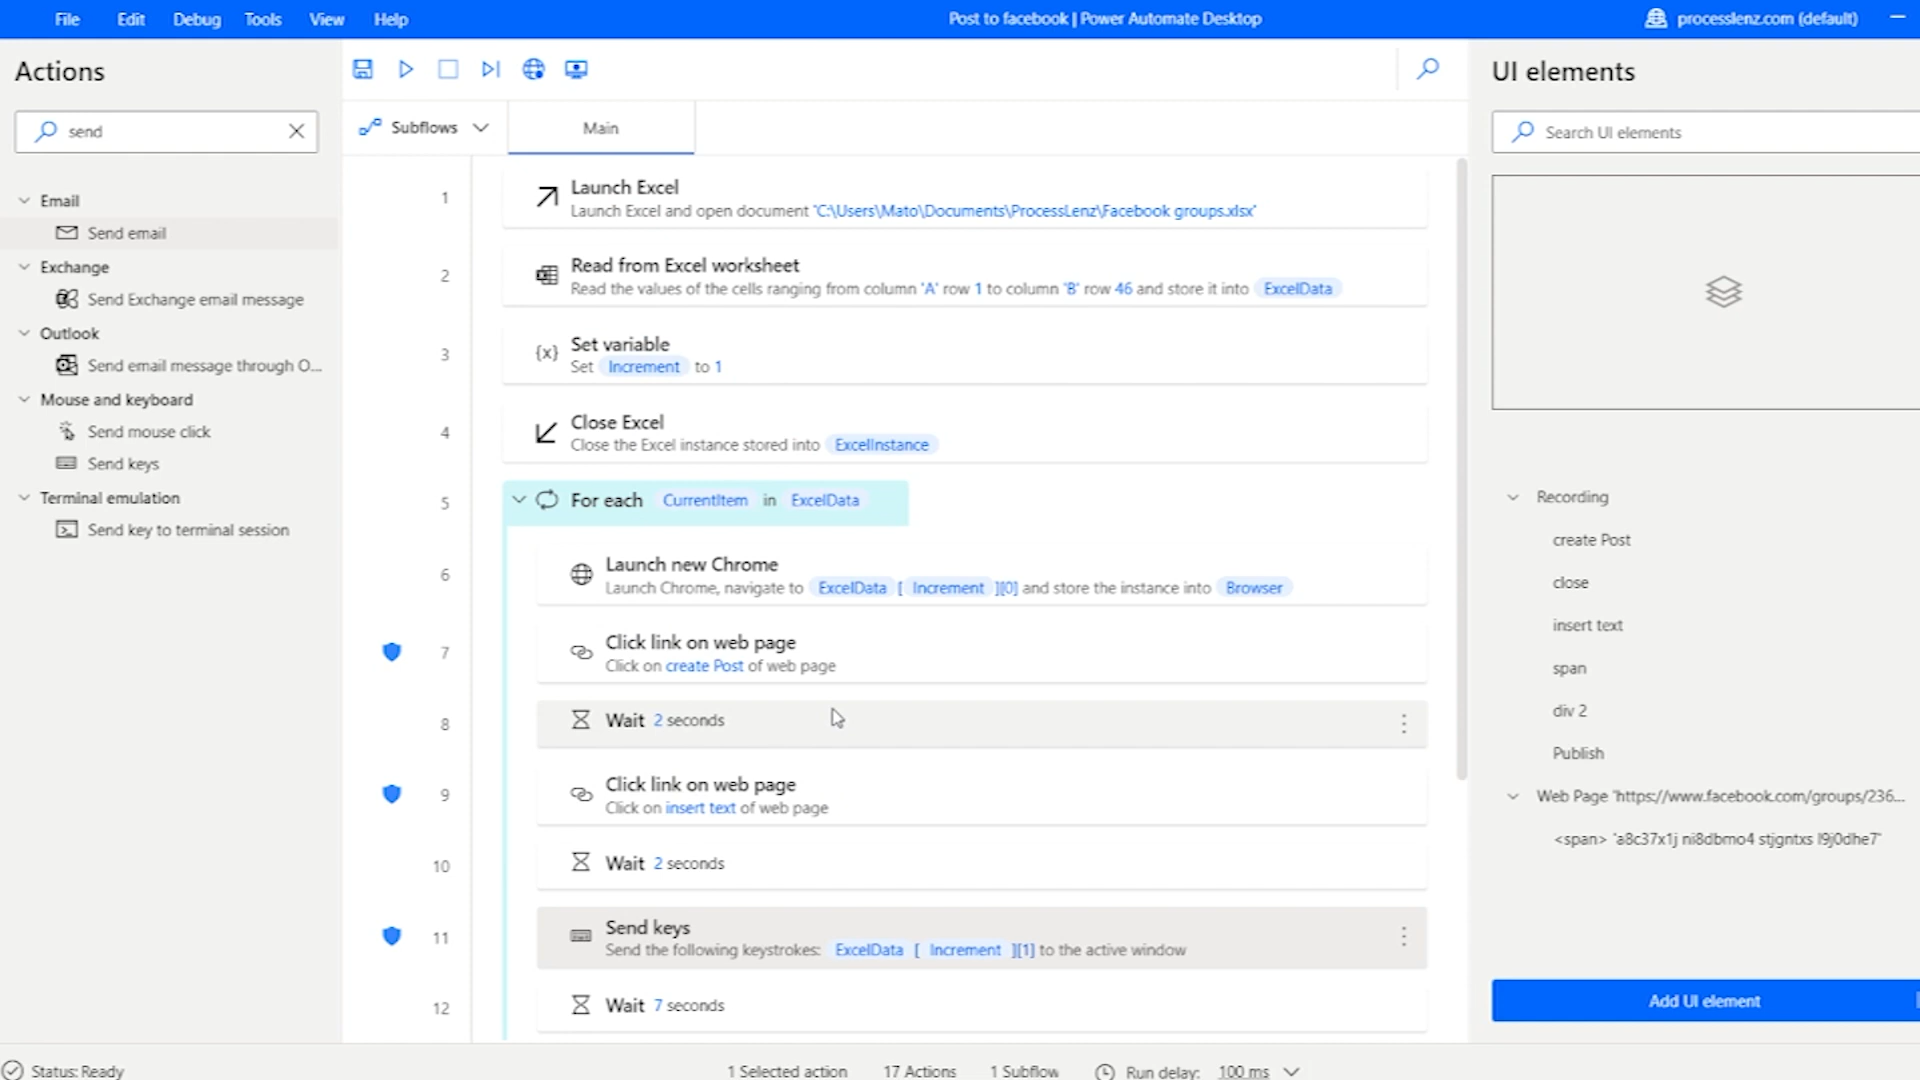 File Edit Debug Tools View Help
Post to facebook | Power Automate Desktop
processlenz.com (default)
Actions
send
Email
Send email
Exchange
Send Exchange email message
Outlook
Send email message through O...
Mouse and keyboard
Send mouse click
Send keys
Terminal emulation
Send key to terminal session
Subflows
Main
1
Launch Excel
Launch Excel and open document 'C:\Users\Mato\Documents\ProcessLenz\Facebook groups.xlsx'
2
Read from Excel worksheet
Read the values of the cells ranging from column 'A' row 1 to column 'B' row 46 and store it into ExcelData
3
{x}
Set variable
Set Increment to 1
4
Close Excel
Close the Excel instance stored into ExcelInstance
5
For each CurrentItem in ExcelData
6
Launch new Chrome
Launch Chrome, navigate to ExcelData [ Increment ][0] and store the instance into Browser
7
Click link on web page
Click on create Post of web page
8
Wait 2 seconds
9
Click link on web page
Click on insert text of web page
10
Wait 2 seconds
11
Send keys
Send the following keystrokes: ExcelData [ Increment ][1] to the active window
12
Wait 7 seconds
UI elements
Search UI elements
Recording
create Post
close
insert text
span
div 2
Publish
Web Page 'https://www.facebook.com/groups/236...
<span> 'a8c37x1j ni8dbmo4 stjgntxs l9j0dhe7'
Add UI element
Status: Ready
1 Selected action
17 Actions
1 Subflow
Run delay: 100 ms